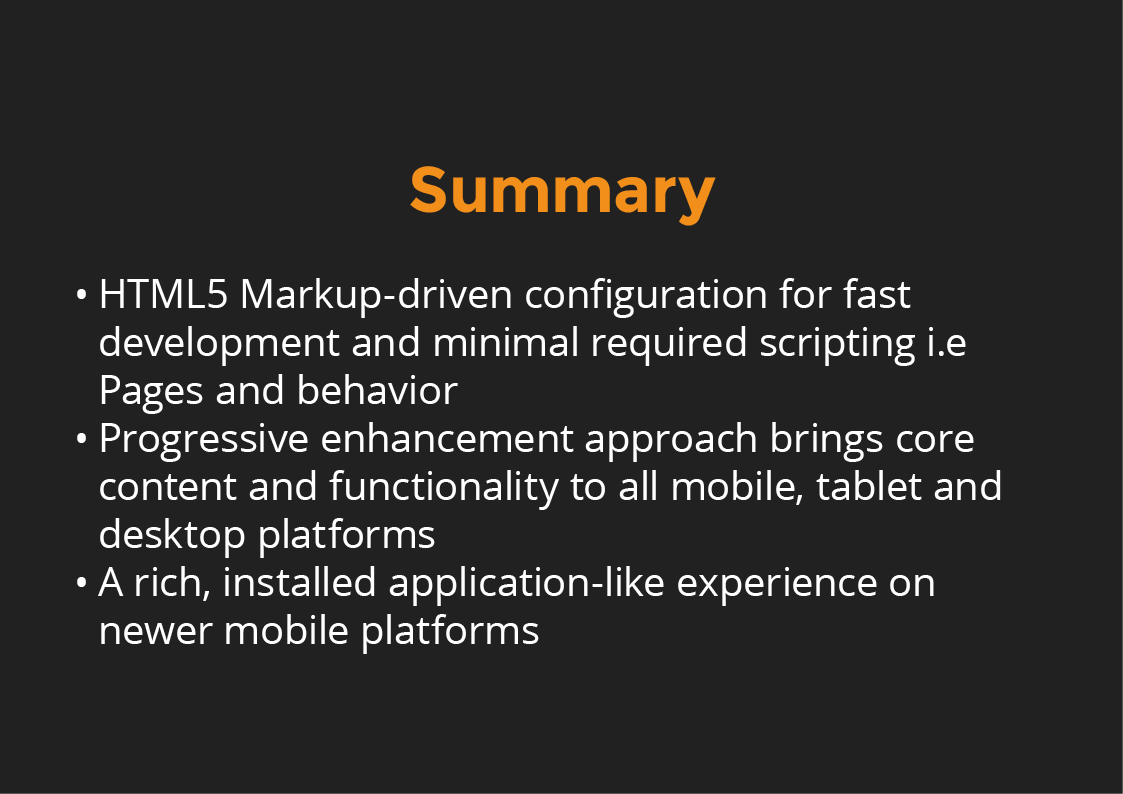 Summary
• HTML5 Markup-driven configuration for fast
development and minimal required scripting i.e
Pages and behavior
• Progressive enhancement approach brings core
content and functionality to all mobile, tablet and
desktop platforms
• A rich, installed application-like experience on
newer mobile platforms